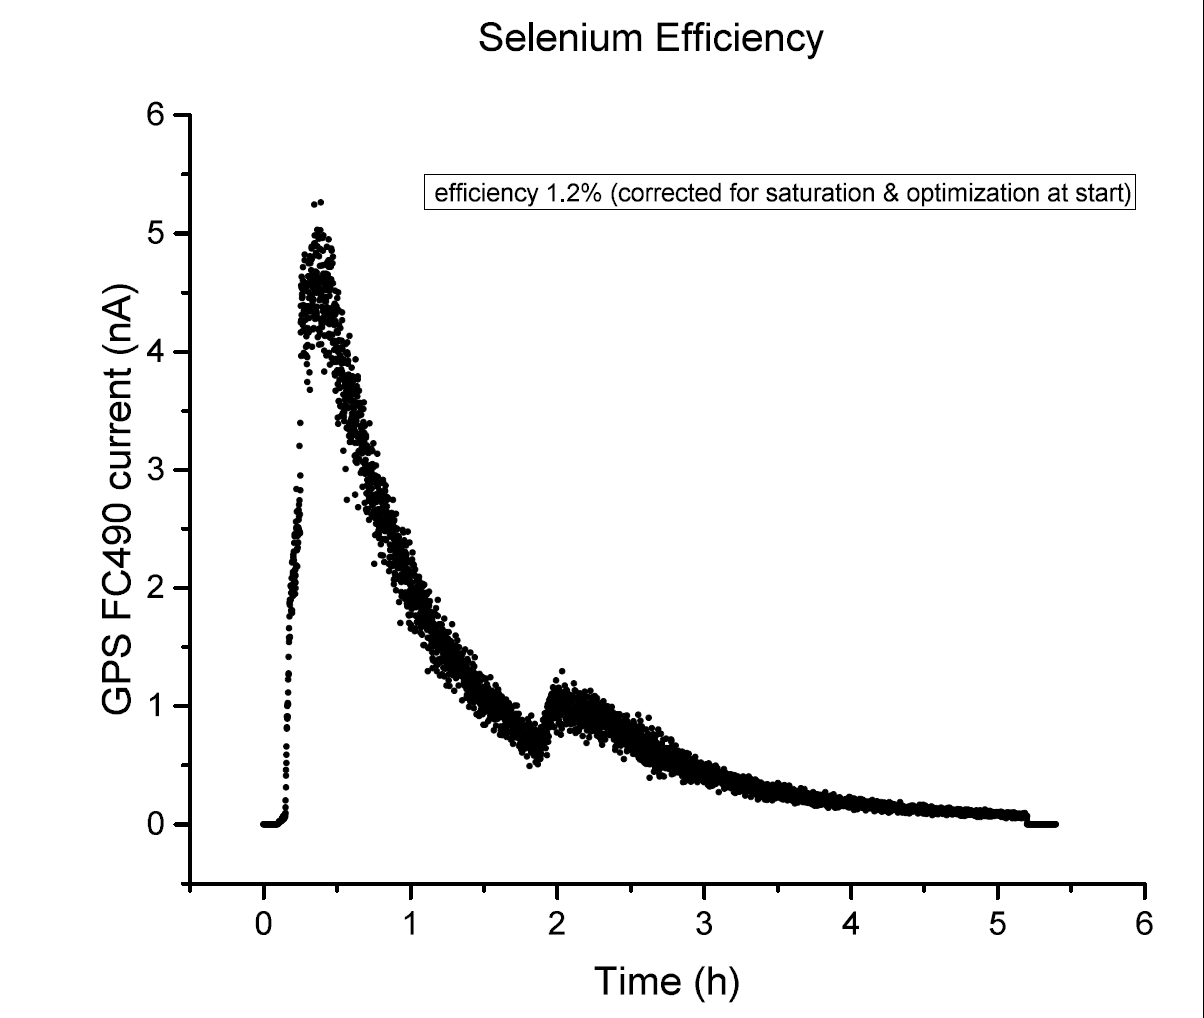 Selenium Efficiency
efficiency 1.2% (corrected for saturation & optimization at start)
GPS FC490 current (nA)
6
5
4
3
2
1
0
0 1 2 3 4 5 6
Time (h)